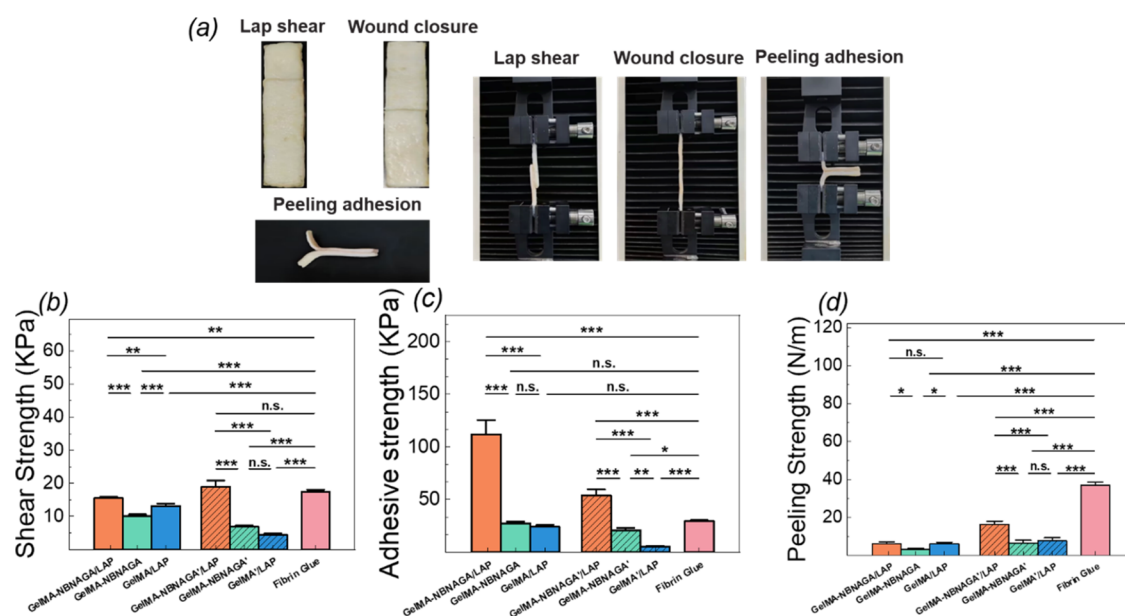 (a)
Lap shear
Wound closure
Peeling adhesion
Lap shear
Wound closure
Peeling adhesion
(b)
Shear Strength (KPa)
60
50
40
30
20
10
**
**
***
***
***
***
n.s.
***
***
***
n.s.
***
GelMA-NBNAGA/LAP
GelMA-NBNAGA
GelMA/LAP
GelMA-NBNAGA'/LAP
GelMA-NBNAGA'
GelMA'/LAP
Fibrin Glue
(c)
Adhesive strength (KPa)
200
150
100
50
***
***
n.s.
***
n.s.
n.s.
***
***
*
***
**
***
GelMA-NBNAGA/LAP
GelMA-NBNAGA
GelMA/LAP
GelMA-NBNAGA'/LAP
GelMA-NBNAGA'
GelMA'/LAP
Fibrin Glue
(d)
Peeling Strength (N/m)
120
100
80
60
40
20
0
***
n.s.
***
*
*
***
***
***
***
***
n.s.
***
GelMA-NBNAGA/LAP
GelMA-NBNAGA
GelMA/LAP
GelMA-NBNAGA'/LAP
GelMA-NBNAGA'
GelMA'/LAP
Fibrin Glue